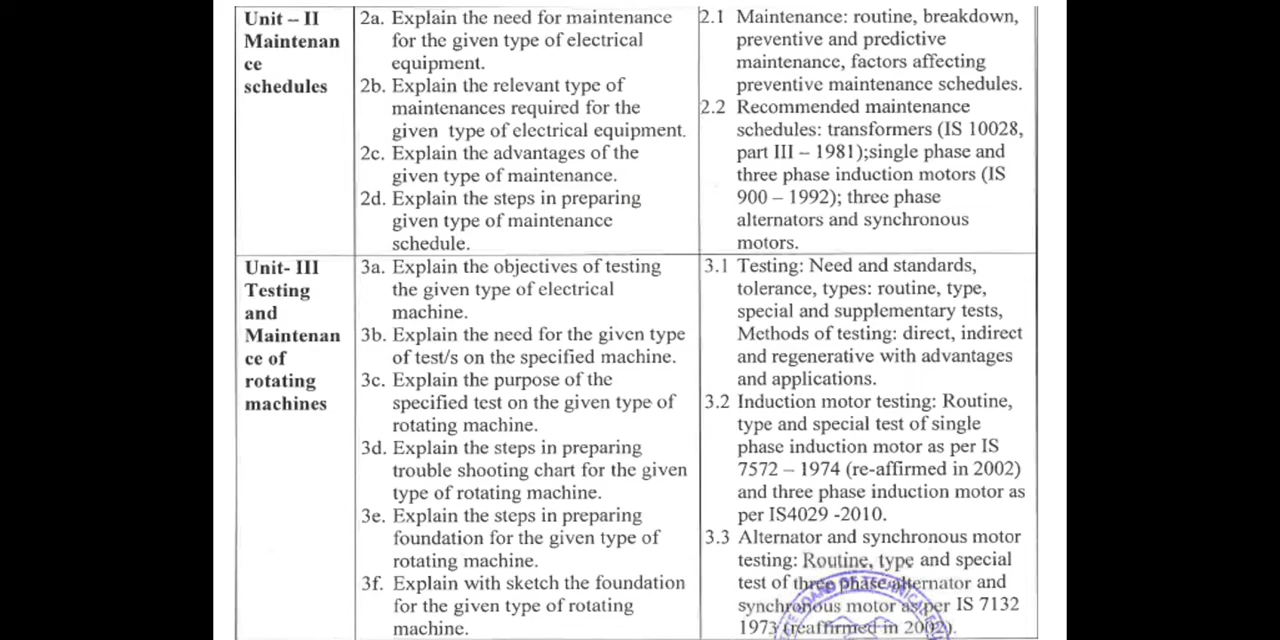 Unit – II
Maintenan
ce
schedules
2a. Explain the need for maintenance
for the given type of electrical
equipment.
2b. Explain the relevant type of
maintenances required for the
given type of electrical equipment.
2c. Explain the advantages of the
given type of maintenance.
2d. Explain the steps in preparing
given type of maintenance
schedule.
2.1 Maintenance: routine, breakdown,
preventive and predictive
maintenance, factors affecting
preventive maintenance schedules.
2.2 Recommended maintenance
schedules: transformers (IS 10028,
part III – 1981);single phase and
three phase induction motors (IS
900 – 1992); three phase
alternators and synchronous
motors.
Unit- III
Testing
and
Maintenan
ce of
rotating
machines
3a. Explain the objectives of testing
the given type of electrical
machine.
3b. Explain the need for the given type
of test/s on the specified machine.
3c. Explain the purpose of the
specified test on the given type of
rotating machine.
3d. Explain the steps in preparing
trouble shooting chart for the given
type of rotating machine.
3e. Explain the steps in preparing
foundation for the given type of
rotating machine.
3f. Explain with sketch the foundation
for the given type of rotating
machine.
3.1 Testing: Need and standards,
tolerance, types: routine, type,
special and supplementary tests,
Methods of testing: direct, indirect
and regenerative with advantages
and applications.
3.2 Induction motor testing: Routine,
type and special test of single
phase induction motor as per IS
7572 – 1974 (re-affirmed in 2002)
and three phase induction motor as
per IS4029 -2010.
3.3 Alternator and synchronous motor
testing: Routine, type and special
test of three phase alternator and
synchronous motor as per IS 7132
1973 (reaffirmed in 2002).
BOARD OF TECHNICAL